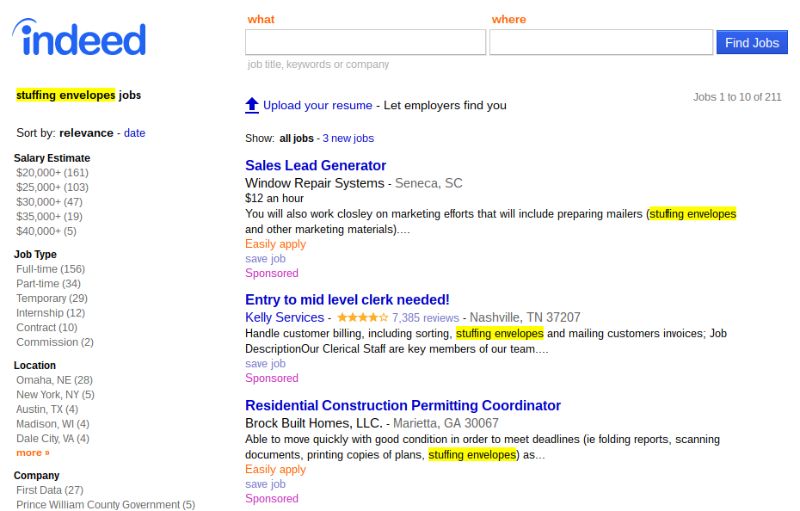 indeed
what
where
Find Jobs
job title, keywords or company
stuffing envelopes jobs
Sort by: relevance - date
Salary Estimate
$20,000+ (161)
$25,000+ (103)
$30,000+ (47)
$35,000+ (19)
$40,000+ (5)
Job Type
Full-time (156)
Part-time (34)
Temporary (29)
Internship (12)
Contract (10)
Commission (2)
Location
Omaha, NE (28)
New York, NY (5)
Austin, TX (4)
Madison, WI (4)
Dale City, VA (4)
more »
Company
First Data (27)
Prince William County Government (5)
Upload your resume - Let employers find you
Jobs 1 to 10 of 211
Show: all jobs - 3 new jobs
Sales Lead Generator
Window Repair Systems - Seneca, SC
$12 an hour
You will also work closley on marketing efforts that will include preparing mailers (stuffing envelopes
and other marketing materials)....
Easily apply
save job
Sponsored
Entry to mid level clerk needed!
Kelly Services - 7,385 reviews - Nashville, TN 37207
Handle customer billing, including sorting, stuffing envelopes and mailing customers invoices; Job
DescriptionOur Clerical Staff are key members of our team....
save job
Sponsored
Residential Construction Permitting Coordinator
Brock Built Homes, LLC. - Marietta, GA 30067
Able to move quickly with good condition in order to meet deadlines (ie folding reports, scanning
documents, printing copies of plans, stuffing envelopes) as...
Easily apply
save job
Sponsored